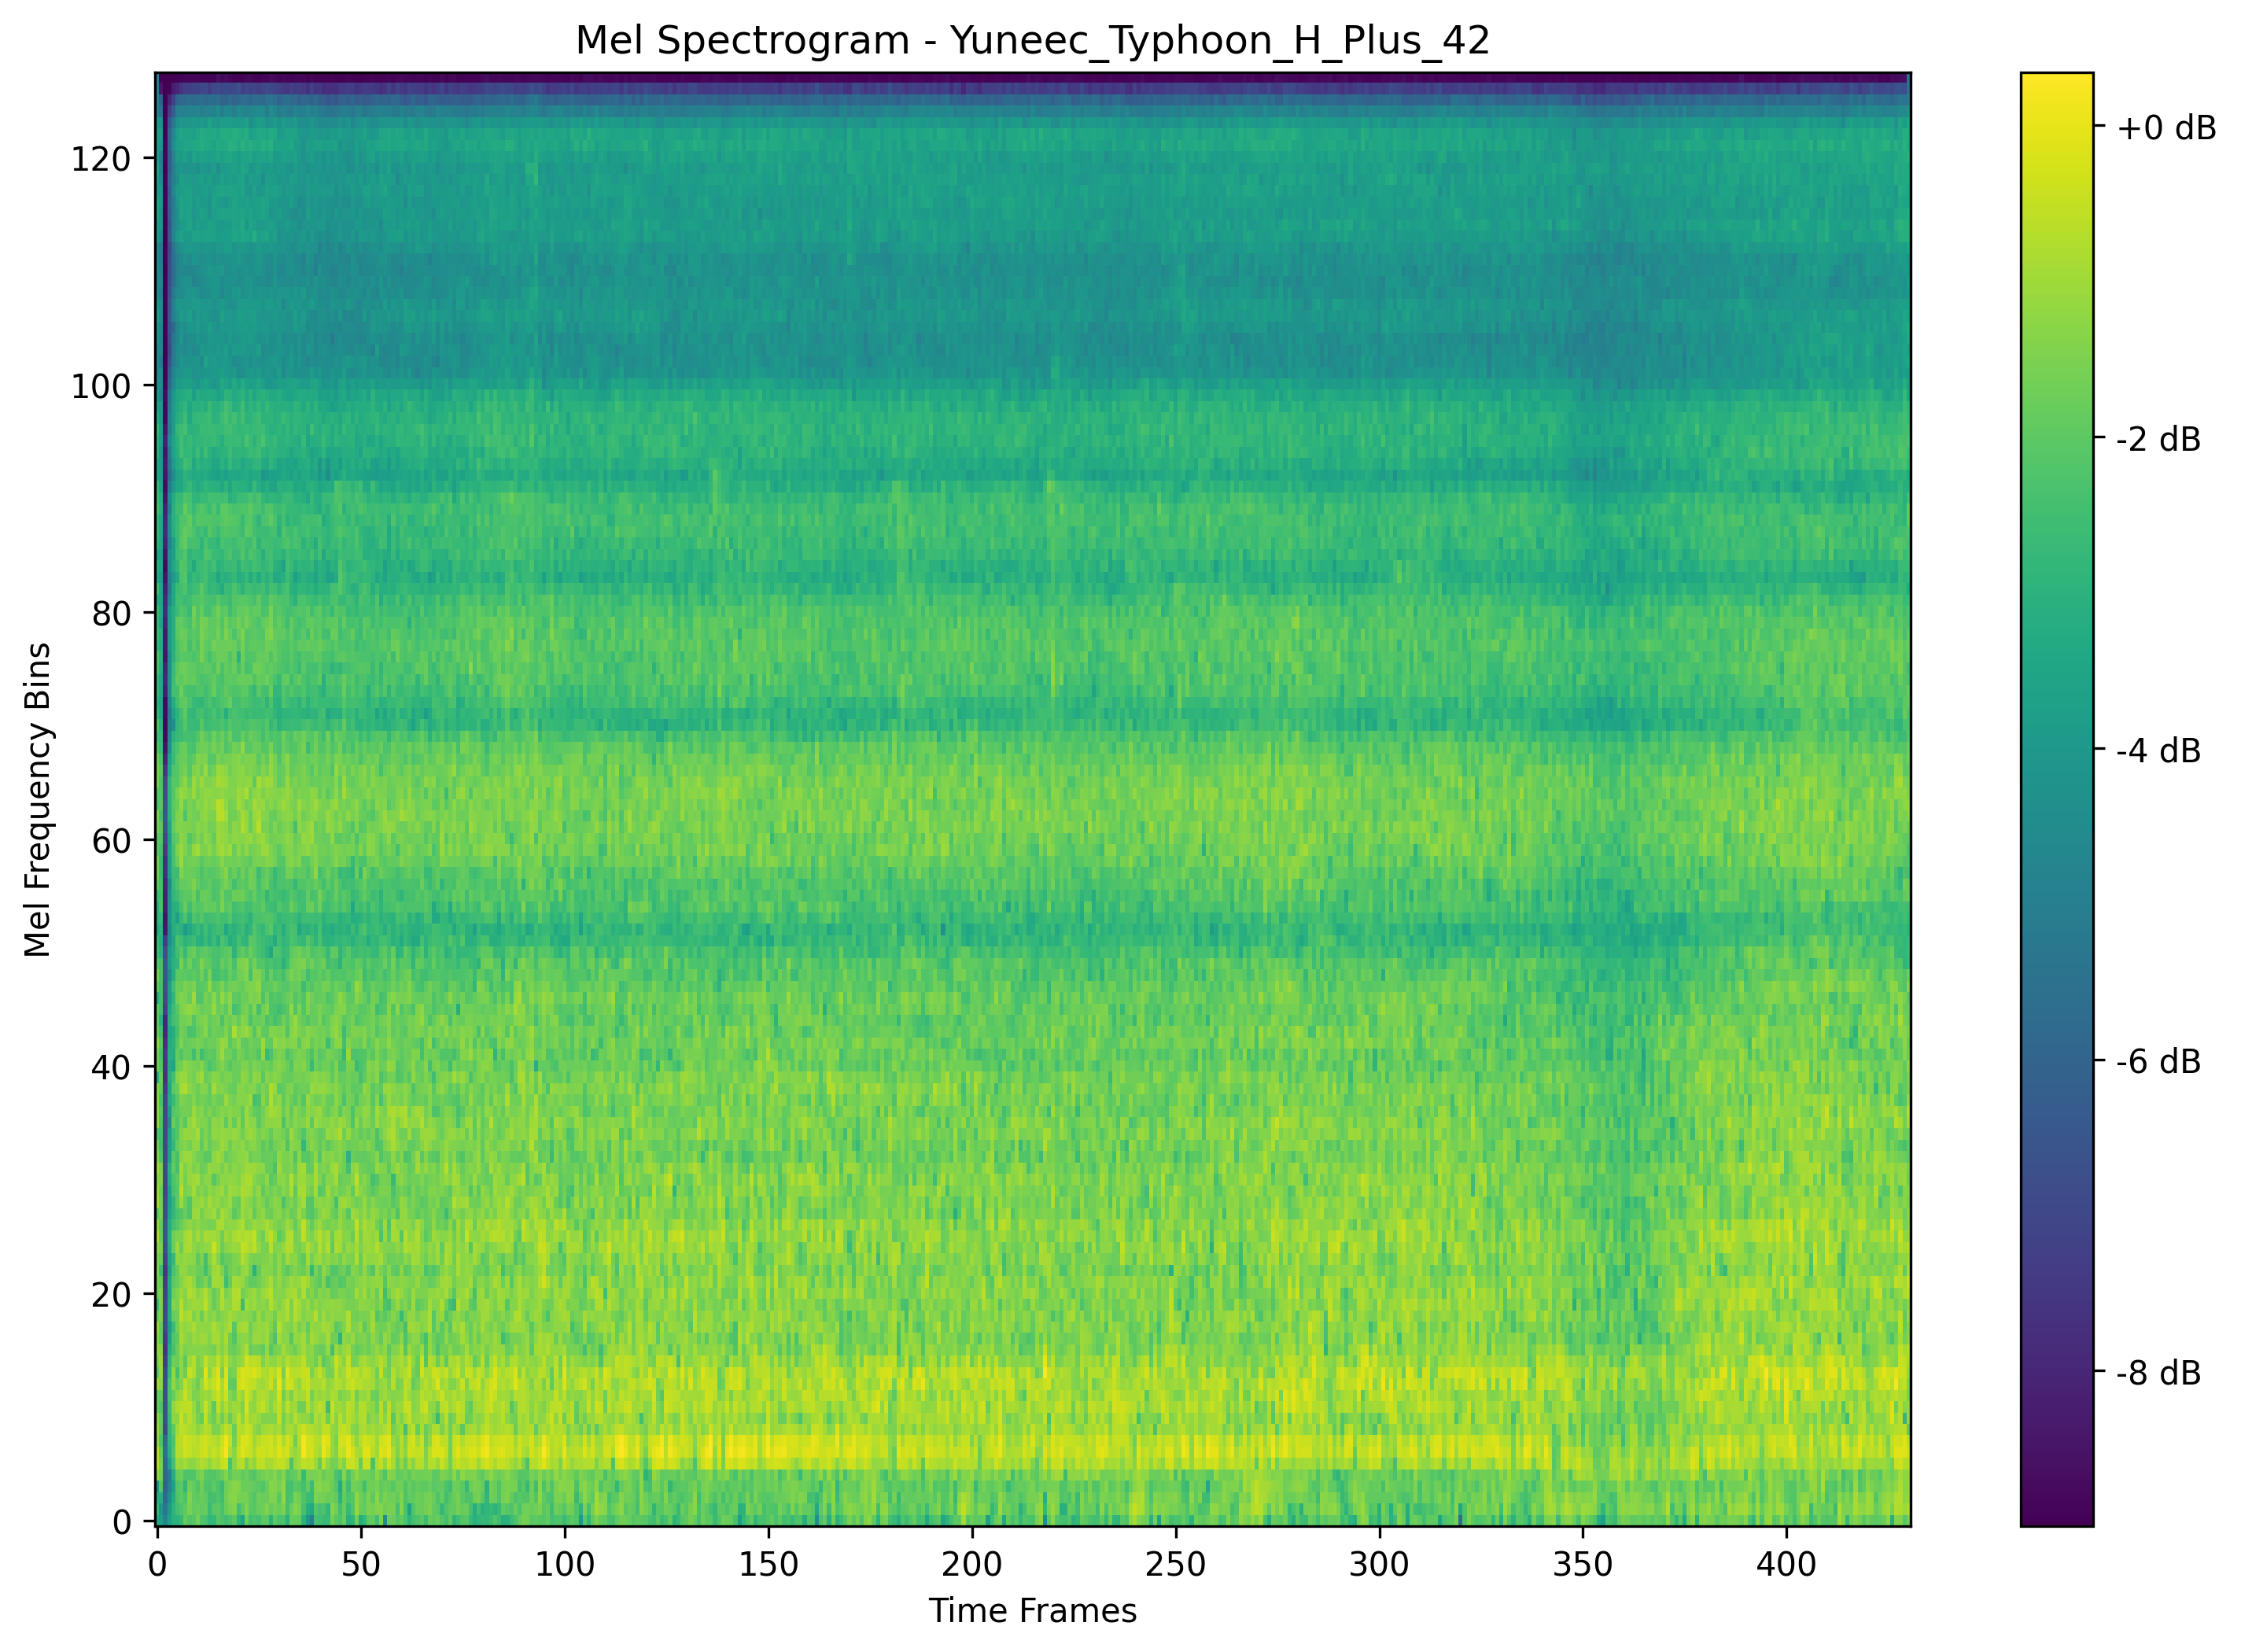 Mel Spectrogram - Yuneec_Typhoon_H_Plus_42
Mel Frequency Bins
120
100
80
60
40
20
0
0 50 100 150 200 250 300 350 400
Time Frames
+0 dB
-2 dB
-4 dB
-6 dB
-8 dB